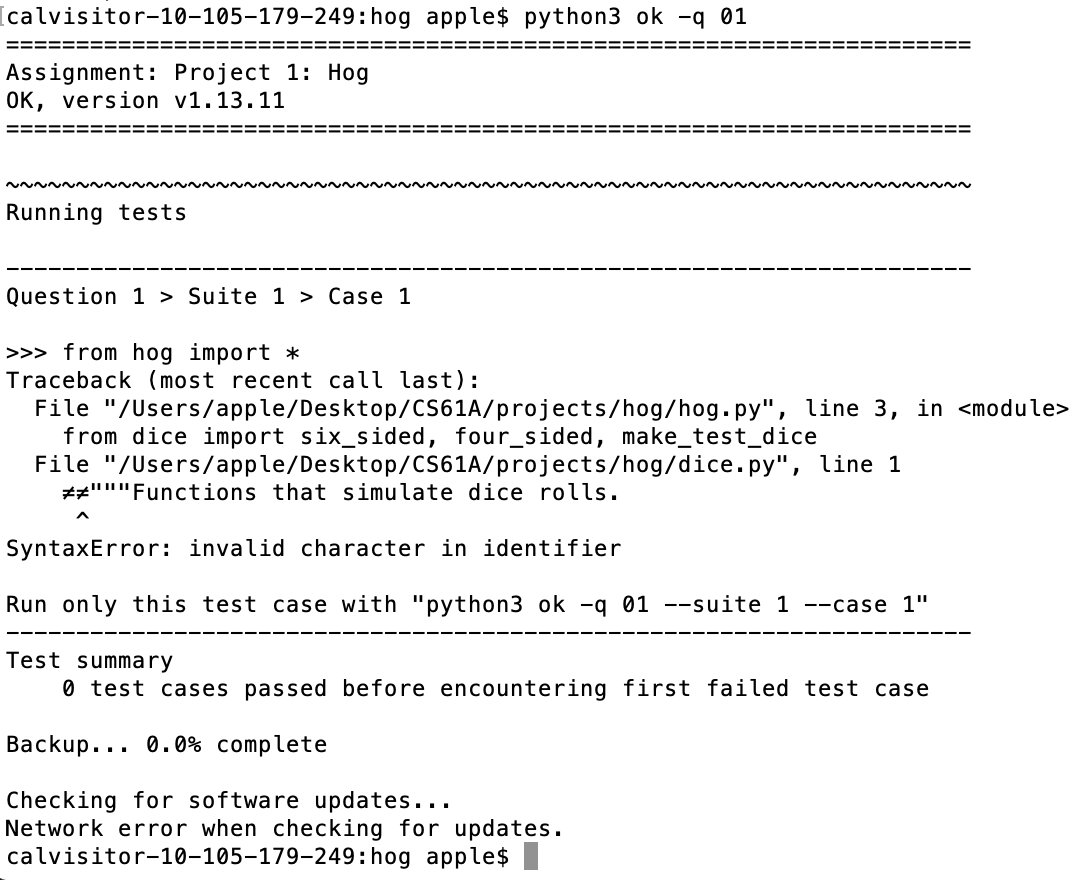 [calvisitor-10-105-179-249:hog apple$ python3 ok -q 01
=====================================================================
Assignment: Project 1: Hog
OK, version v1.13.11
=====================================================================
~~~~~~~~~~~~~~~~~~~~~~~~~~~~~~~~~~~~~~~~~~~~~~~~~~~~~~~~~~~~~~~~~~~~~
Running tests
---------------------------------------------------------------------
Question 1 > Suite 1 > Case 1
>>> from hog import *
Traceback (most recent call last):
  File "/Users/apple/Desktop/CS61A/projects/hog/hog.py", line 3, in <module>
    from dice import six_sided, four_sided, make_test_dice
  File "/Users/apple/Desktop/CS61A/projects/hog/dice.py", line 1
    ≠≠"""Functions that simulate dice rolls.
     ^
SyntaxError: invalid character in identifier
Run only this test case with "python3 ok -q 01 --suite 1 --case 1"
---------------------------------------------------------------------
Test summary
    0 test cases passed before encountering first failed test case
Backup... 0.0% complete
Checking for software updates...
Network error when checking for updates.
calvisitor-10-105-179-249:hog apple$